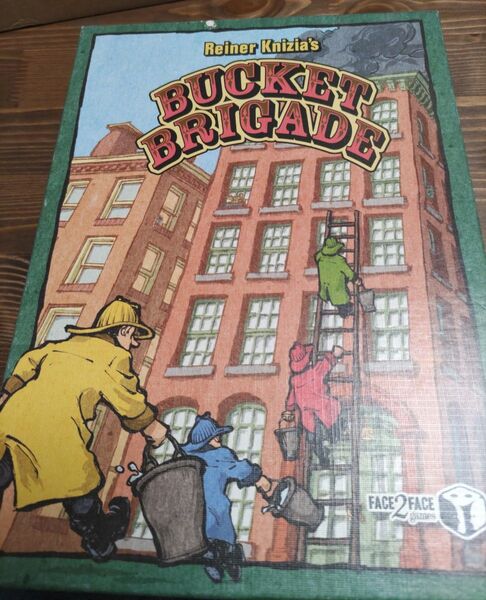 Reiner Knizia's
BUCKET
BRIGADE
FACE2FACE
games